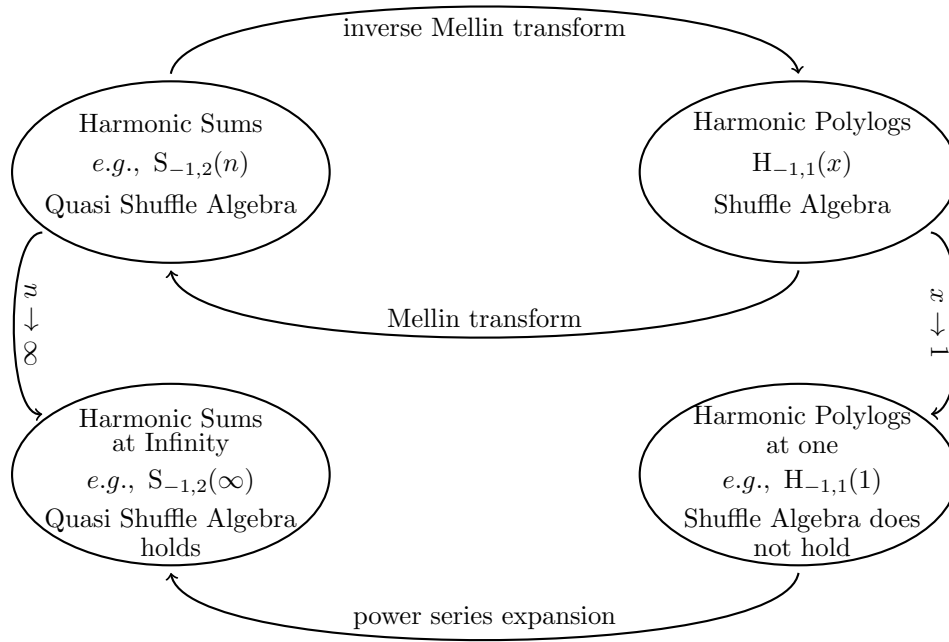 inverse Mellin transform
Harmonic Sums
e.g., S₋₁,₂(n)
Quasi Shuffle Algebra
Harmonic Polylogs
H₋₁,₁(x)
Shuffle Algebra
n → ∞
x → 1
Mellin transform
Harmonic Sums
at Infinity
e.g., S₋₁,₂(∞)
Quasi Shuffle Algebra
holds
Harmonic Polylogs
at one
e.g., H₋₁,₁(1)
Shuffle Algebra does
not hold
power series expansion